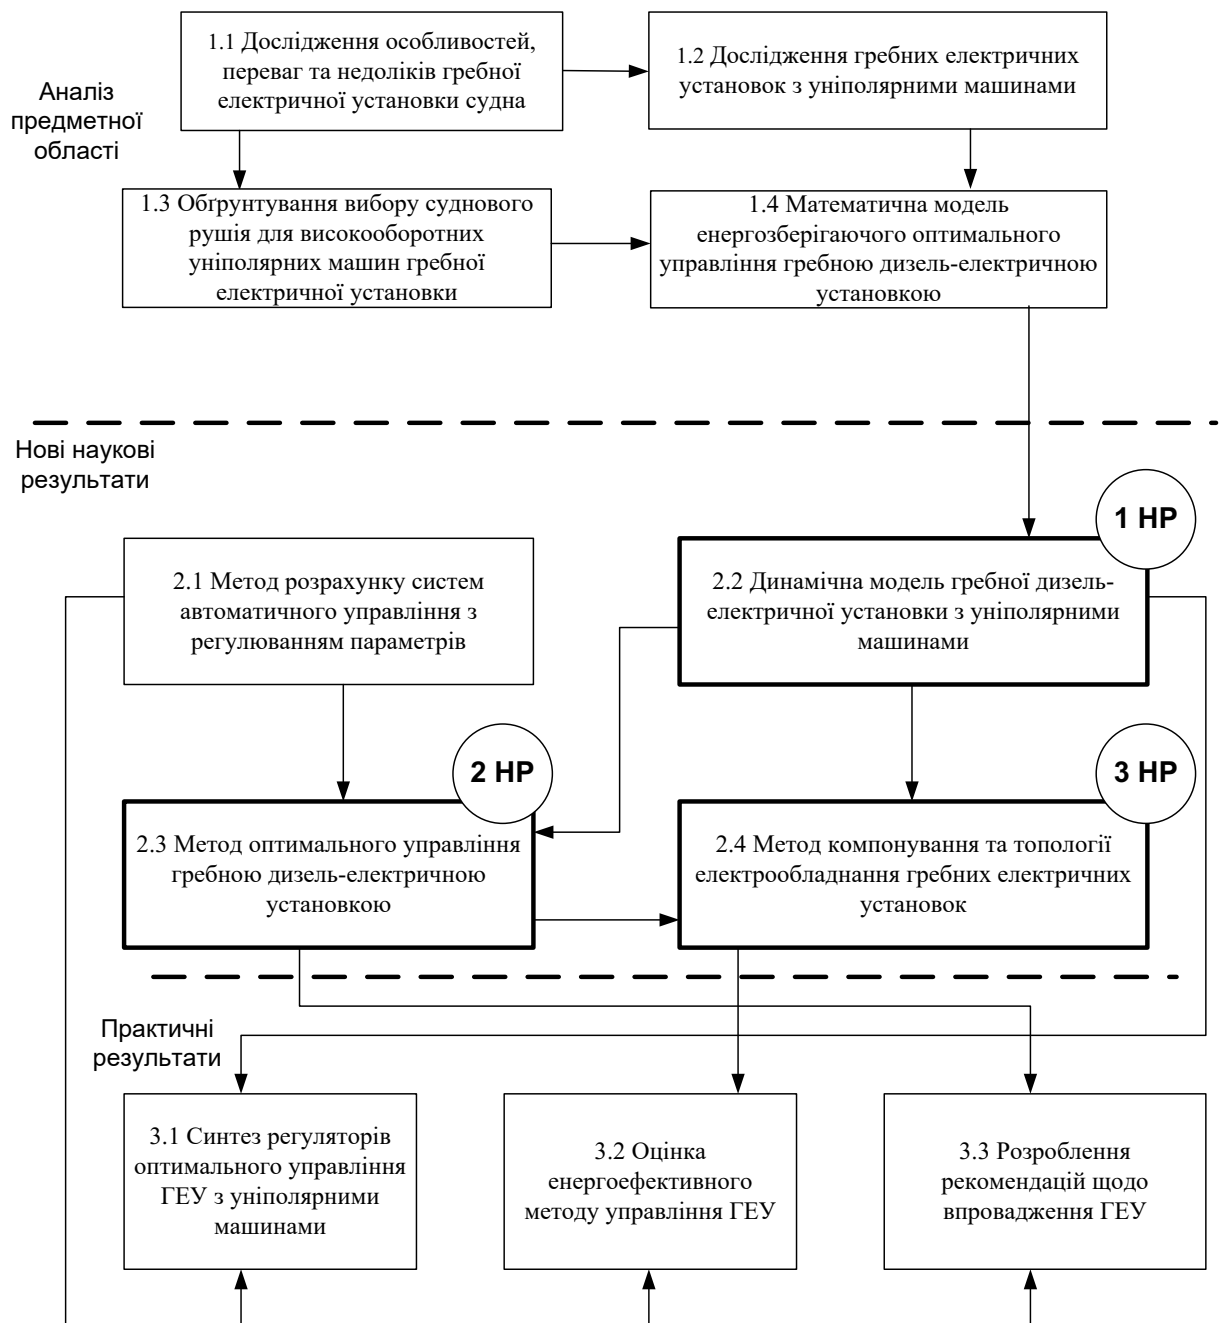 1.1 Дослідження особливостей,
переваг та недоліків гребної
електричної установки судна
1.2 Дослідження гребних електричних
установок з уніполярними машинами
Аналіз
предметної
області
1.3 Обґрунтування вибору суднового
рушія для високооборотних
уніполярних машин гребної
електричної установки
1.4 Математична модель
енергозберігаючого оптимального
управління гребною дизель-електричною
установкою
Нові наукові
результати
1 НР
2.1 Метод розрахунку систем
автоматичного управління з
регулюванням параметрів
2.2 Динамічна модель гребної дизель-
електричної установки з уніполярними
машинами
2 НР
3 НР
2.3 Метод оптимального управління
гребною дизель-електричною
установкою
2.4 Метод компонування та топології
електрообладнання гребних електричних
установок
Практичні
результати
3.1 Синтез регуляторів
оптимального управління
ГЕУ з уніполярними
машинами
3.2 Оцінка
енергоефективного
методу управління ГЕУ
3.3 Розроблення
рекомендацій щодо
впровадження ГЕУ